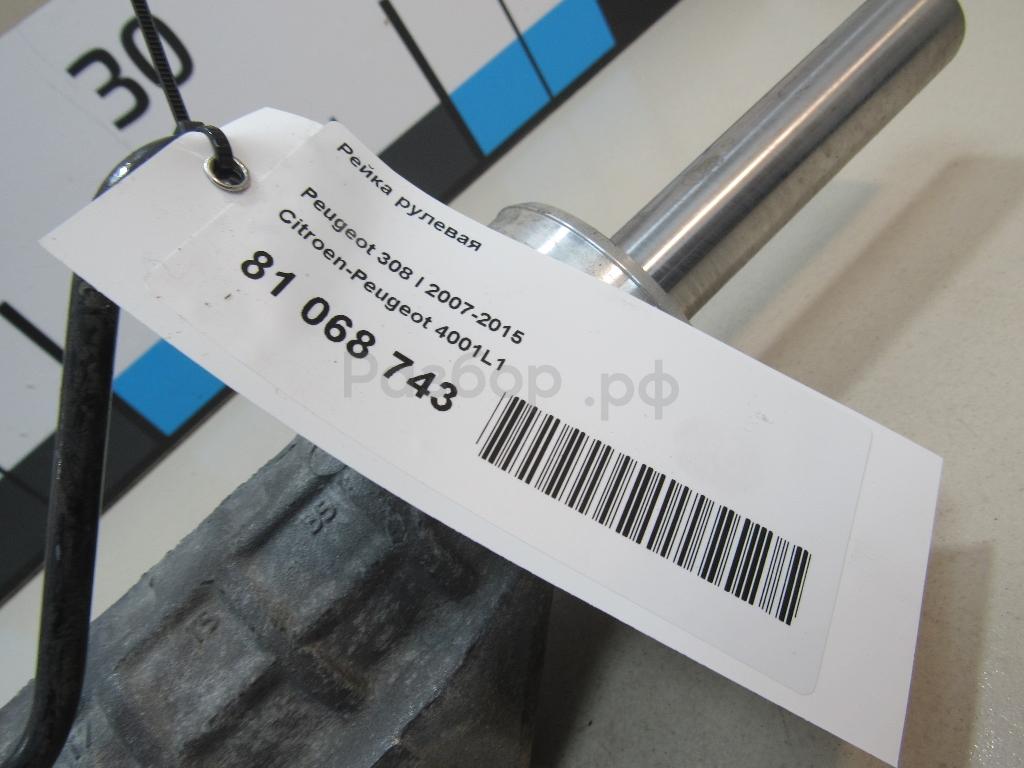 30
Рейка рулевая
Peugeot 308 I 2007-2015
Citroen-Peugeot 4001L1
81 068 743
Разбор.рф